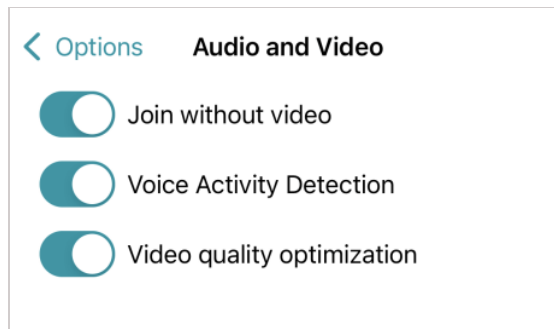 Options Audio and Video
Join without video
Voice Activity Detection
Video quality optimization